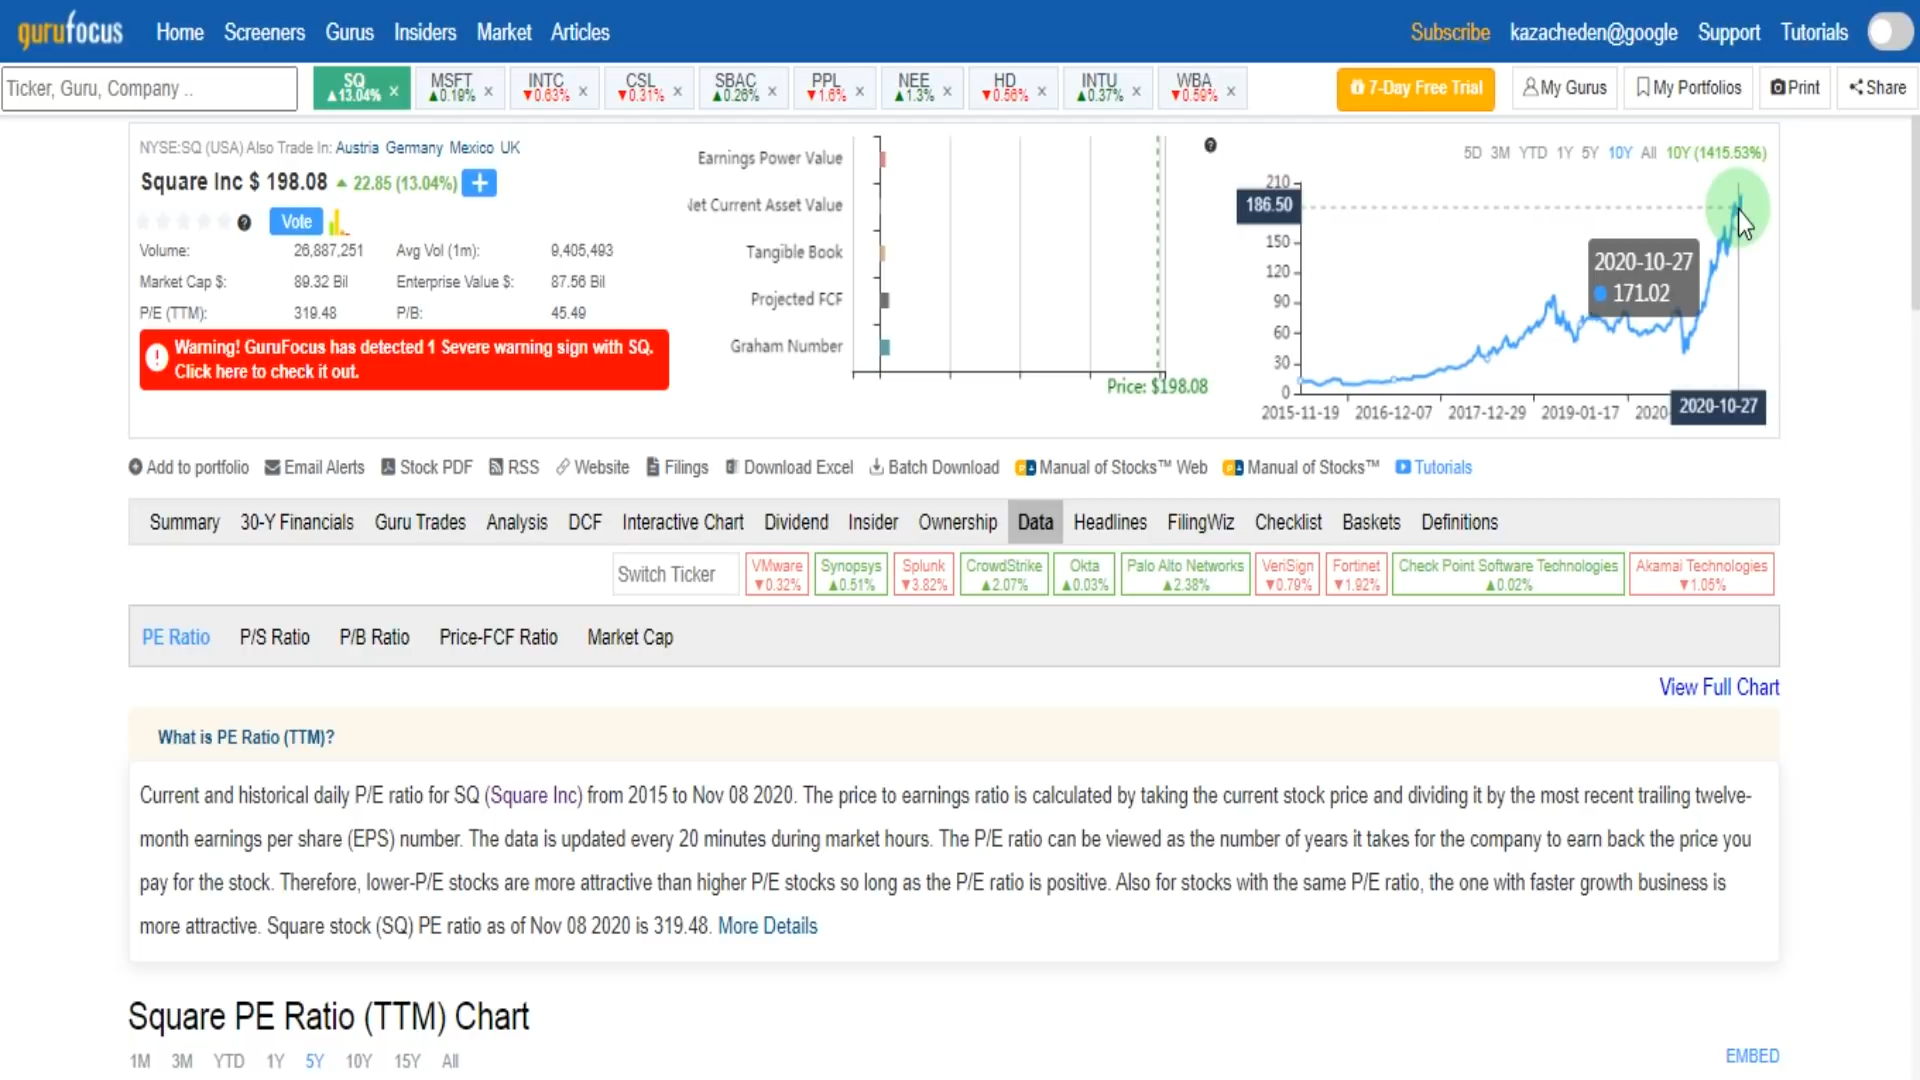 gurufocus Home Screeners Gurus Insiders Market Articles Subscribe kazacheden@google Support Tutorials
Ticker, Guru, Company ..
SQ ▲13.04% ×
MSFT ▲0.19% ×
INTC ▼0.63% ×
CSL ▼0.31% ×
SBAC ▲0.26% ×
PPL ▼1.6% ×
NEE ▲1.3% ×
HD ▼0.56% ×
INTU ▲0.37% ×
WBA ▼0.59% ×
7-Day Free Trial
My Gurus
My Portfolios
Print
Share
NYSE:SQ (USA) Also Trade In: Austria Germany Mexico UK
Square Inc $ 198.08 ▲ 22.85 (13.04%) +
Vote
Volume: 26,887,251 Avg Vol (1m): 9,405,493
Market Cap $: 89.32 Bil Enterprise Value $: 87.56 Bil
P/E (TTM): 319.48 P/B: 45.49
Warning! GuruFocus has detected 1 Severe warning sign with SQ.
Click here to check it out.
Earnings Power Value
Net Current Asset Value
Tangible Book
Projected FCF
Graham Number
Price: $198.08
5D 3M YTD 1Y 5Y 10Y All 10Y (1415.53%)
210
186.50
150
120
90
60
30
0
2020-10-27
171.02
2015-11-19 2016-12-07 2017-12-29 2019-01-17 2020 2020-10-27
Add to portfolio Email Alerts Stock PDF RSS Website Filings Download Excel Batch Download Manual of Stocks™ Web Manual of Stocks™ Tutorials
Summary 30-Y Financials Guru Trades Analysis DCF Interactive Chart Dividend Insider Ownership Data Headlines FilingWiz Checklist Baskets Definitions
Switch Ticker
VMware ▼0.32%
Synopsys ▲0.51%
Splunk ▼3.82%
CrowdStrike ▲2.07%
Okta ▲0.03%
Palo Alto Networks ▲2.38%
VeriSign ▼0.79%
Fortinet ▼1.92%
Check Point Software Technologies ▲0.02%
Akamai Technologies ▼1.05%
PE Ratio P/S Ratio P/B Ratio Price-FCF Ratio Market Cap
View Full Chart
What is PE Ratio (TTM)?
Current and historical daily P/E ratio for SQ (Square Inc) from 2015 to Nov 08 2020. The price to earnings ratio is calculated by taking the current stock price and dividing it by the most recent trailing twelve-
month earnings per share (EPS) number. The data is updated every 20 minutes during market hours. The P/E ratio can be viewed as the number of years it takes for the company to earn back the price you
pay for the stock. Therefore, lower-P/E stocks are more attractive than higher P/E stocks so long as the P/E ratio is positive. Also for stocks with the same P/E ratio, the one with faster growth business is
more attractive. Square stock (SQ) PE ratio as of Nov 08 2020 is 319.48. More Details
Square PE Ratio (TTM) Chart
1M 3M YTD 1Y 5Y 10Y 15Y All
EMBED